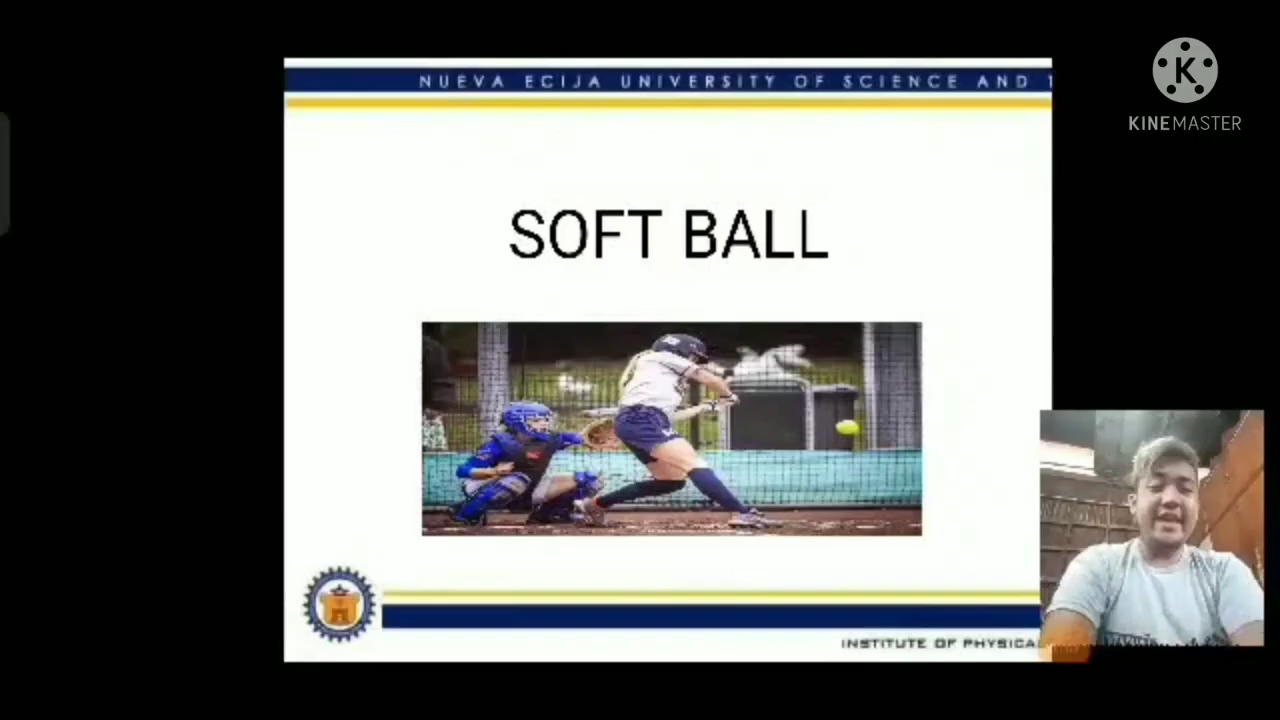 NUEVA ECIJA UNIVERSITY OF SCIENCE AND
K
KINEMASTER
SOFT BALL
INSTITUTE OF PHYSICAL